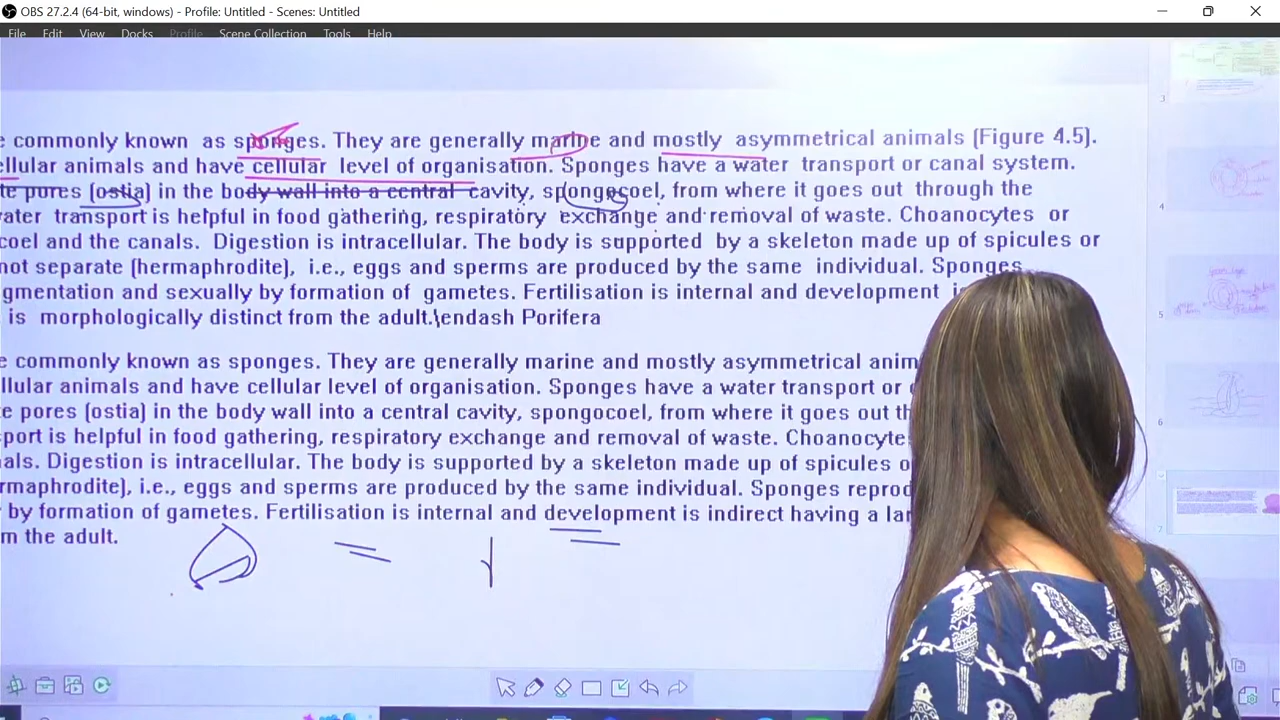 OBS 27.2.4 (64-bit, windows) - Profile: Untitled - Scenes: Untitled
File Edit View Docks Profile Scene Collection Tools Help
e commonly known as sponges. They are generally marine and mostly asymmetrical animals (Figure 4.5).
ellular animals and have cellular level of organisation. Sponges have a water transport or canal system.
te pores (ostia) in the body wall into a central cavity, spongocoel, from where it goes out through the
vater transport is helpful in food gathering, respiratory exchange and removal of waste. Choanocytes or
coel and the canals. Digestion is intracellular. The body is supported by a skeleton made up of spicules or
not separate (hermaphrodite), i.e., eggs and sperms are produced by the same individual. Sponges
gmentation and sexually by formation of gametes. Fertilisation is internal and development i
is morphologically distinct from the adult.\endash Porifera
e commonly known as sponges. They are generally marine and mostly asymmetrical anim
llular animals and have cellular level of organisation. Sponges have a water transport or
te pores (ostia) in the body wall into a central cavity, spongocoel, from where it goes out th
sport is helpful in food gathering, respiratory exchange and removal of waste. Choanocyte
nals. Digestion is intracellular. The body is supported by a skeleton made up of spicules o
rmaphrodite), i.e., eggs and sperms are produced by the same individual. Sponges reprod
by formation of gametes. Fertilisation is internal and development is indirect having a lar
m the adult.
3
4
5
6
7